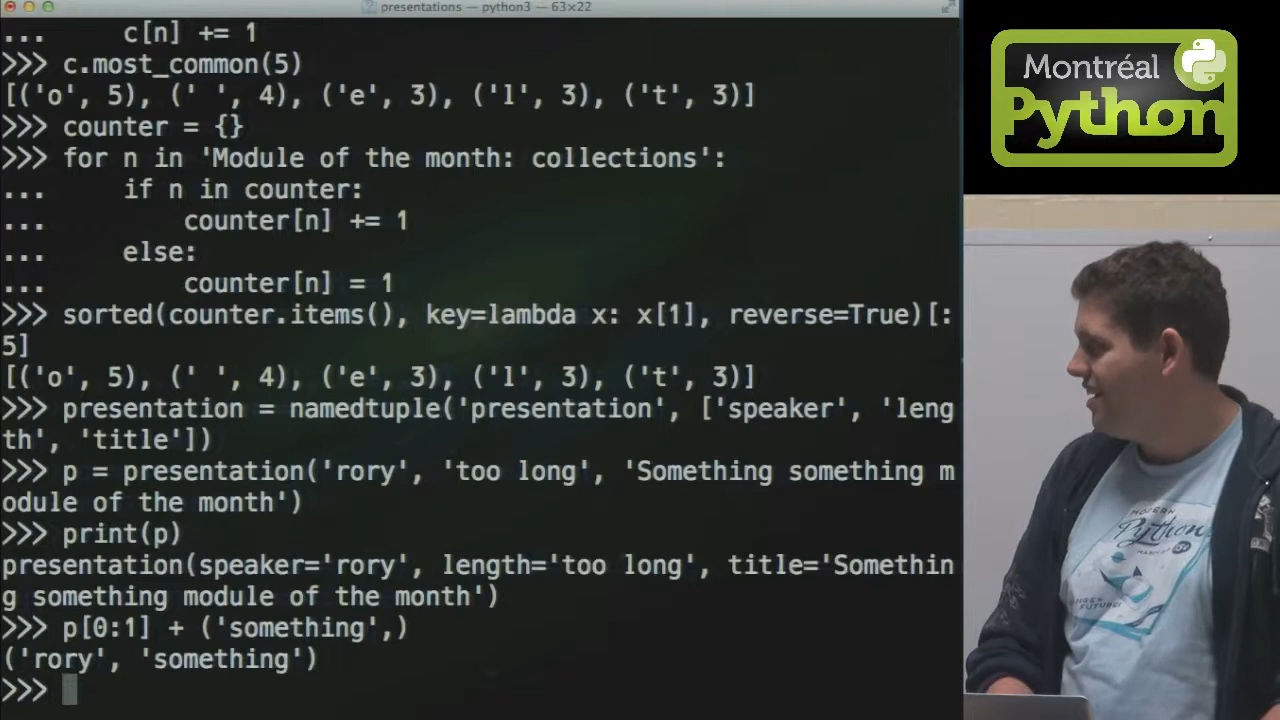 presentations — python3 — 63×22
... c[n] += 1
>>> c.most_common(5)
[('o', 5), (' ', 4), ('e', 3), ('l', 3), ('t', 3)]
>>> counter = {}
>>> for n in 'Module of the month: collections':
... if n in counter:
... counter[n] += 1
... else:
... counter[n] = 1
>>> sorted(counter.items(), key=lambda x: x[1], reverse=True)[:
5]
[('o', 5), (' ', 4), ('e', 3), ('l', 3), ('t', 3)]
>>> presentation = namedtuple('presentation', ['speaker', 'leng
th', 'title'])
>>> p = presentation('rory', 'too long', 'Something something m
odule of the month')
>>> print(p)
presentation(speaker='rory', length='too long', title='Somethin
g something module of the month')
>>> p[0:1] + ('something',)
('rory', 'something')
>>>
Montréal
Python
MODERN
Python